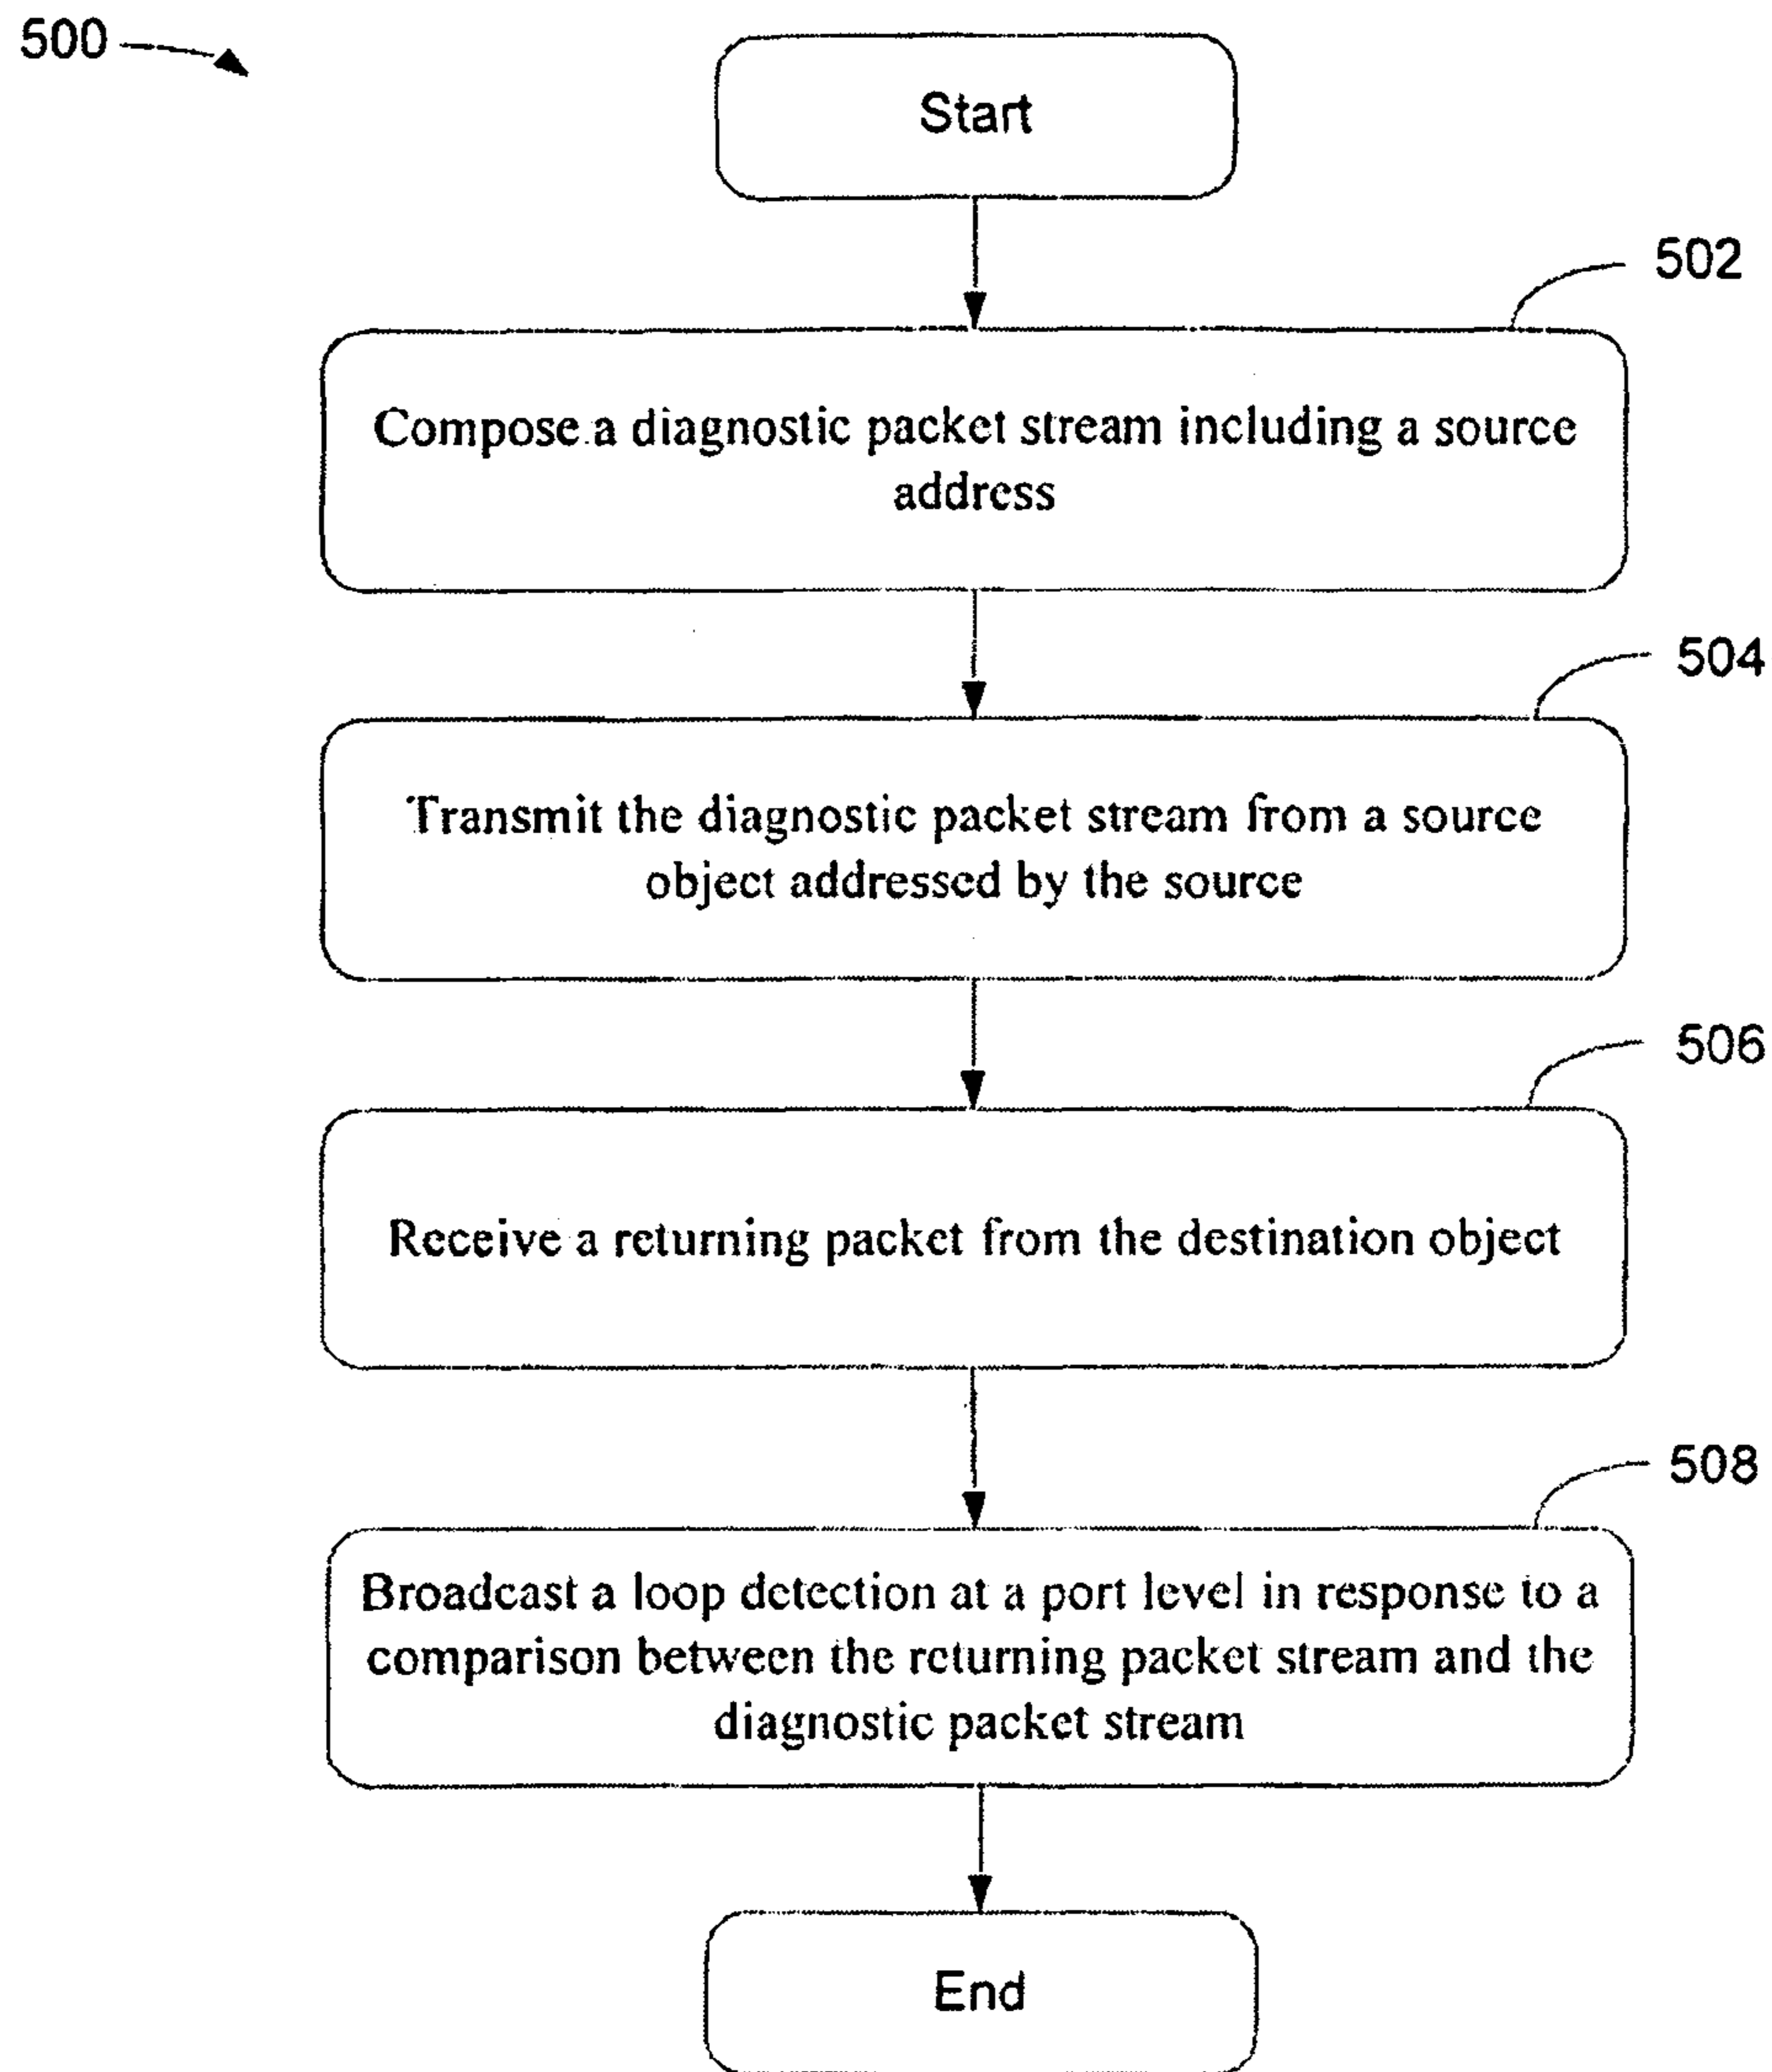 500
Start
502
Compose a diagnostic packet stream including a source
address
504
Transmit the diagnostic packet stream from a source
object addressed by the source
506
Receive a returning packet from the destination object
508
Broadcast a loop detection at a port level in response to a
comparison between the returning packet stream and the
diagnostic packet stream
End